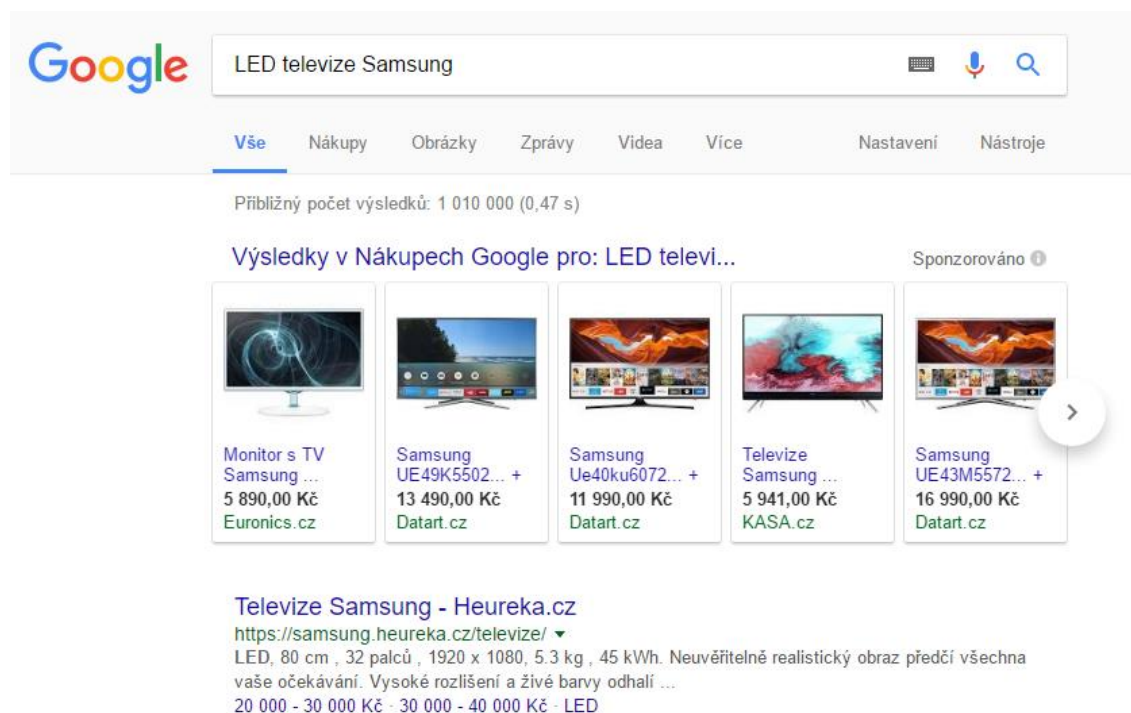 Google
LED televize Samsung
Vše Nákupy Obrázky Zprávy Videa Více Nastavení Nástroje
Přibližný počet výsledků: 1 010 000 (0,47 s)
Výsledky v Nákupech Google pro: LED televi... Sponzorováno
Monitor s TV
Samsung ...
5 890,00 Kč
Euronics.cz
Samsung
UE49K5502... +
13 490,00 Kč
Datart.cz
Samsung
Ue40ku6072... +
11 990,00 Kč
Datart.cz
Televize
Samsung ...
5 941,00 Kč
KASA.cz
Samsung
UE43M5572... +
16 990,00 Kč
Datart.cz
Televize Samsung - Heureka.cz
https://samsung.heureka.cz/televize/
LED, 80 cm , 32 palců , 1920 x 1080, 5.3 kg , 45 kWh. Neuvěřitelně realistický obraz předčí všechna
vaše očekávání. Vysoké rozlišení a živé barvy odhalí ...
20 000 - 30 000 Kč · 30 000 - 40 000 Kč · LED